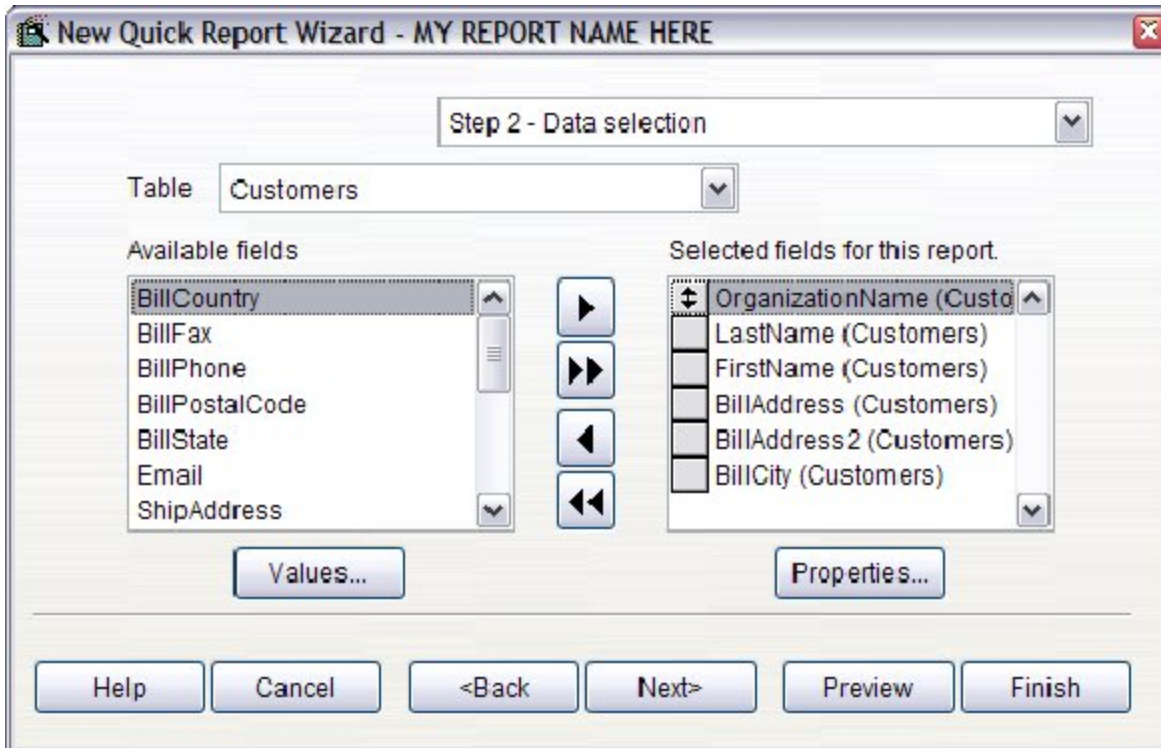 New Quick Report Wizard - MY REPORT NAME HERE
Step 2 - Data selection
Table Customers
Available fields
Selected fields for this report.
BillCountry
BillFax
BillPhone
BillPostalCode
BillState
Email
ShipAddress
OrganizationName (Custo
LastName (Customers)
FirstName (Customers)
BillAddress (Customers)
BillAddress2 (Customers)
BillCity (Customers)
Values...
Properties...
Help Cancel <Back Next> Preview Finish